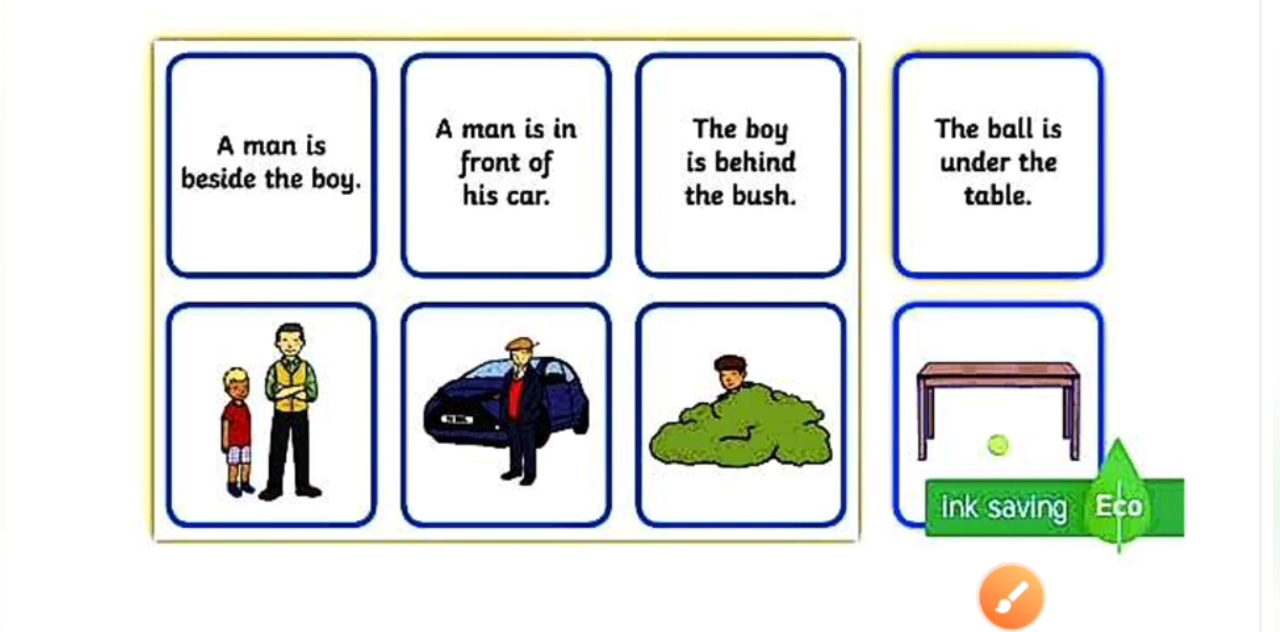 A man is
beside the boy.
A man is in
front of
his car.
The boy
is behind
the bush.
The ball is
under the
table.
ink saving
Eco